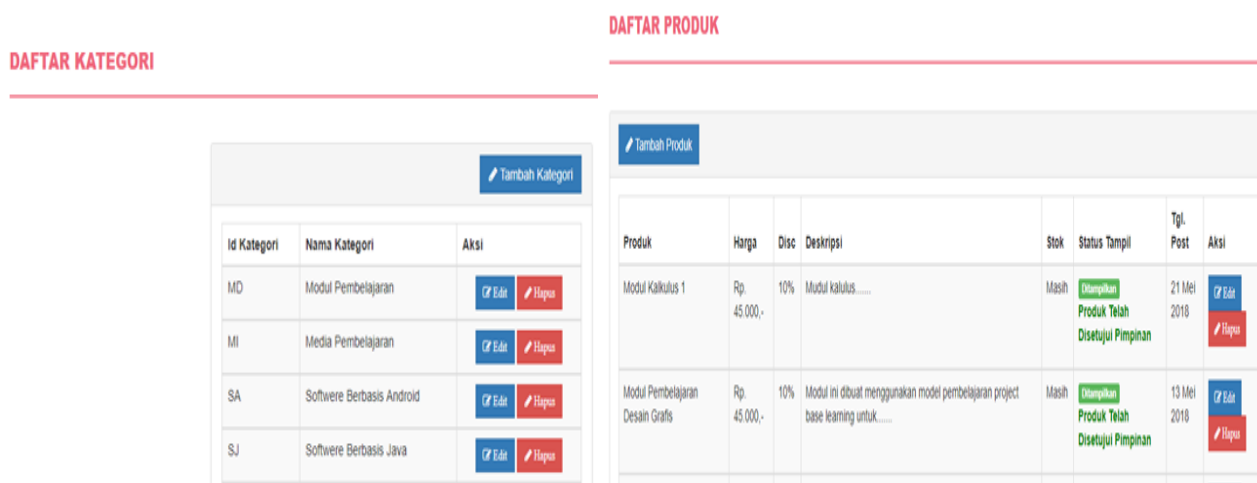 DAFTAR KATEGORI
Tambah Kategori
Id Kategori Nama Kategori Aksi
MD Modul Pembelajaran Edit Hapus
MI Media Pembelajaran Edit Hapus
SA Softwere Berbasis Android Edit Hapus
SJ Softwere Berbasis Java Edit Hapus
DAFTAR PRODUK
Tambah Produk
Produk Harga Disc Deskripsi Stok Status Tampil Tgl. Post Aksi
Modul Kalkulus 1 Rp. 10% Mudul kalulus....... Masih Ditampilkan 21 Mei Edit
45.000,- Produk Telah 2018 Hapus
Disetujui Pimpinan
Modul Pembelajaran Rp. 10% Modul ini dibuat menggunakan model pembelajaran project Masih Ditampilkan 13 Mei Edit
Desain Grafis 45.000,- base learning untuk....... Produk Telah 2018 Hapus
Disetujui Pimpinan